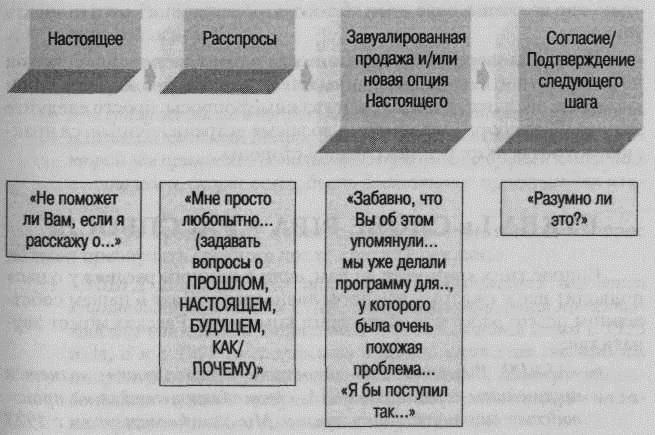 Настоящее
Расспросы
Завуалированная
продажа и/или
новая опция
Настоящего
Согласие/
Подтверждение
следующего
шага
«Не поможет
ли Вам, если я
расскажу о...»
«Мне просто
любопытно...
(задавать
вопросы о
ПРОШЛОМ,
НАСТОЯЩЕМ,
БУДУЩЕМ,
КАК/
ПОЧЕМУ)»
«Забавно, что
Вы об этом
упомянули...
мы уже делали
программу для..,
у которого
была очень
похожая
проблема...
«Я бы поступил
так...»
«Разумно ли
это?»